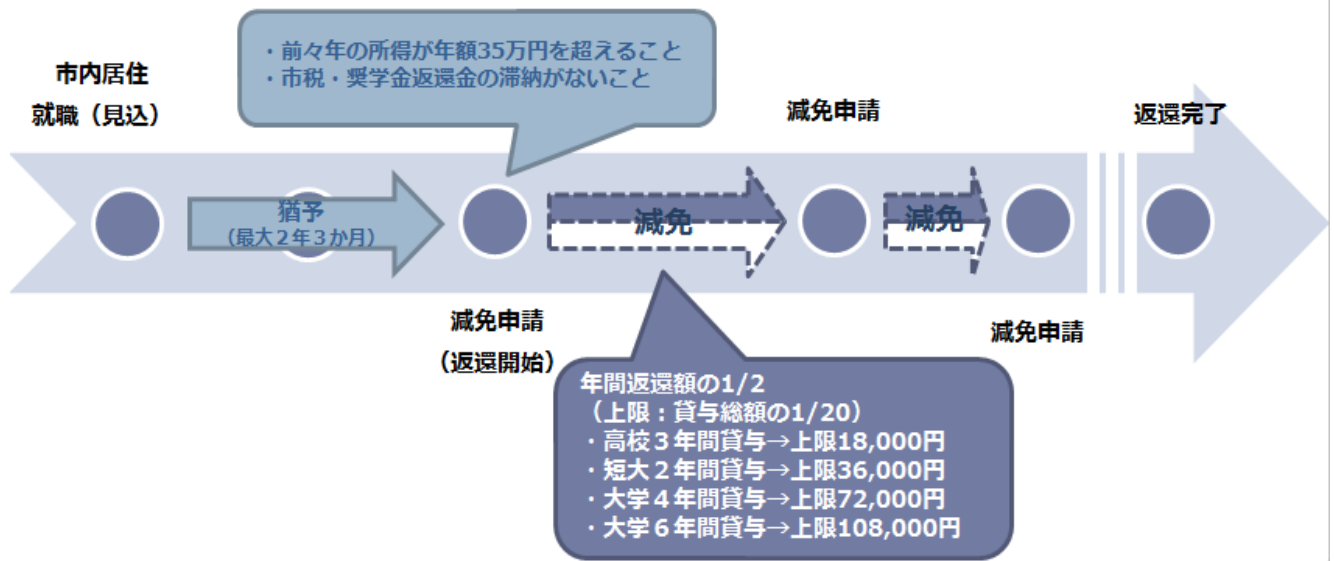 ・前々年の所得が年額35万円を超えること
・市税・奨学金返還金の滞納がないこと
市内居住
就職（見込）
減免申請
返還完了
猶予
（最大２年３か月）
減免
減免
減免申請
（返還開始）
減免申請
年間返還額の1/2
（上限：貸与総額の1/20）
・高校３年間貸与→上限18,000円
・短大２年間貸与→上限36,000円
・大学４年間貸与→上限72,000円
・大学６年間貸与→上限108,000円